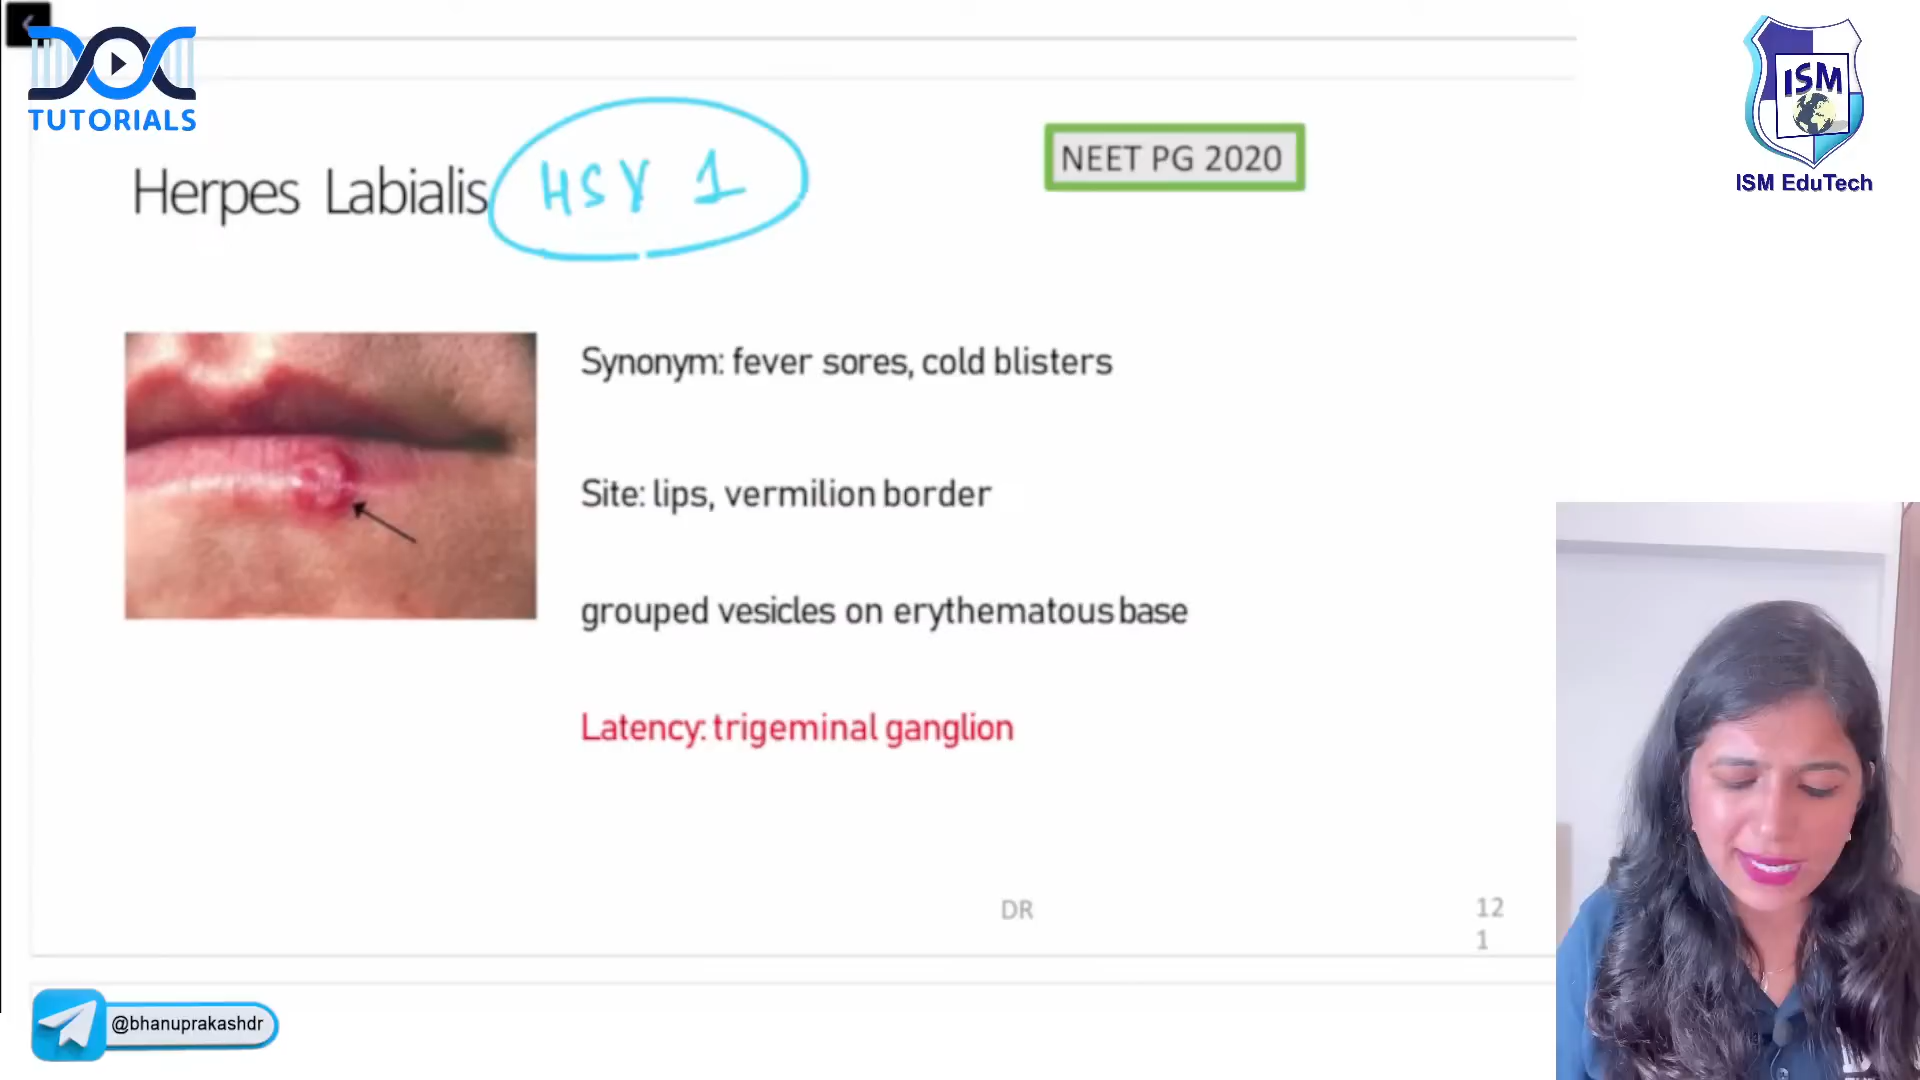 DOC
TUTORIALS
ISM
ISM EduTech
NEET PG 2020
Herpes Labialis HSV 1
Synonym: fever sores, cold blisters
Site: lips, vermilion border
grouped vesicles on erythematous base
Latency: trigeminal ganglion
DR
12
1
@bhanuprakashdr